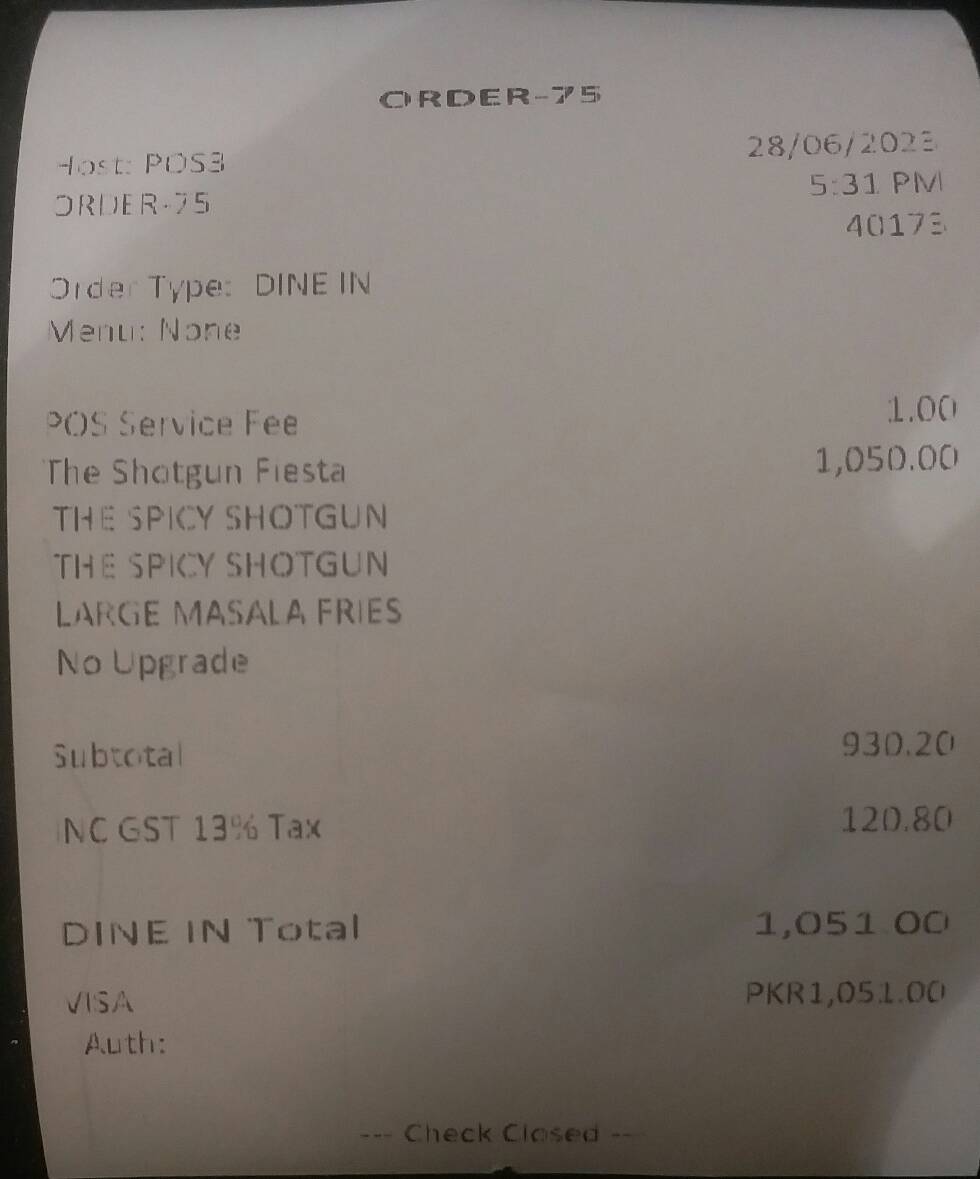 ORDER-75
Host: POS3 28/06/2023
ORDER-75 5:31 PM
40173
Order Type: DINE IN
Menu: None
POS Service Fee 1.00
The Shotgun Fiesta 1,050.00
THE SPICY SHOTGUN
THE SPICY SHOTGUN
LARGE MASALA FRIES
No Upgrade
Subtotal 930.20
INC GST 13% Tax 120.80
DINE IN Total 1,051.00
VISA PKR1,051.00
Auth:
--- Check Closed ---